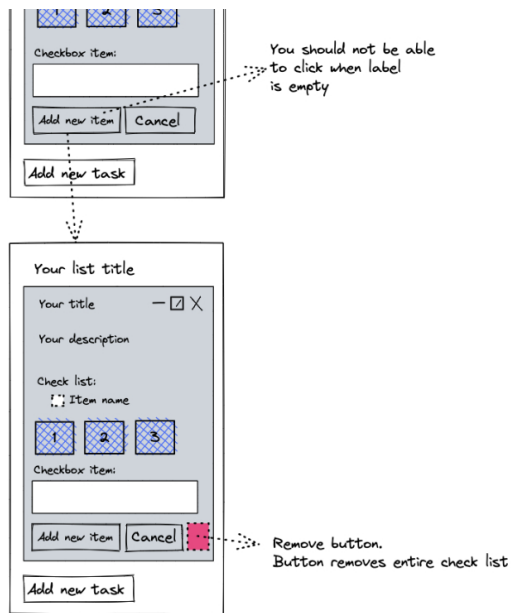 1 2 3
Checkbox item:
Add new item Cancel
Add new task
You should not be able
to click when label
is empty
Your list title
Your title
Your description
Check list:
Item name
1 2 3
Checkbox item:
Add new item Cancel
Add new task
Remove button.
Button removes entire check list